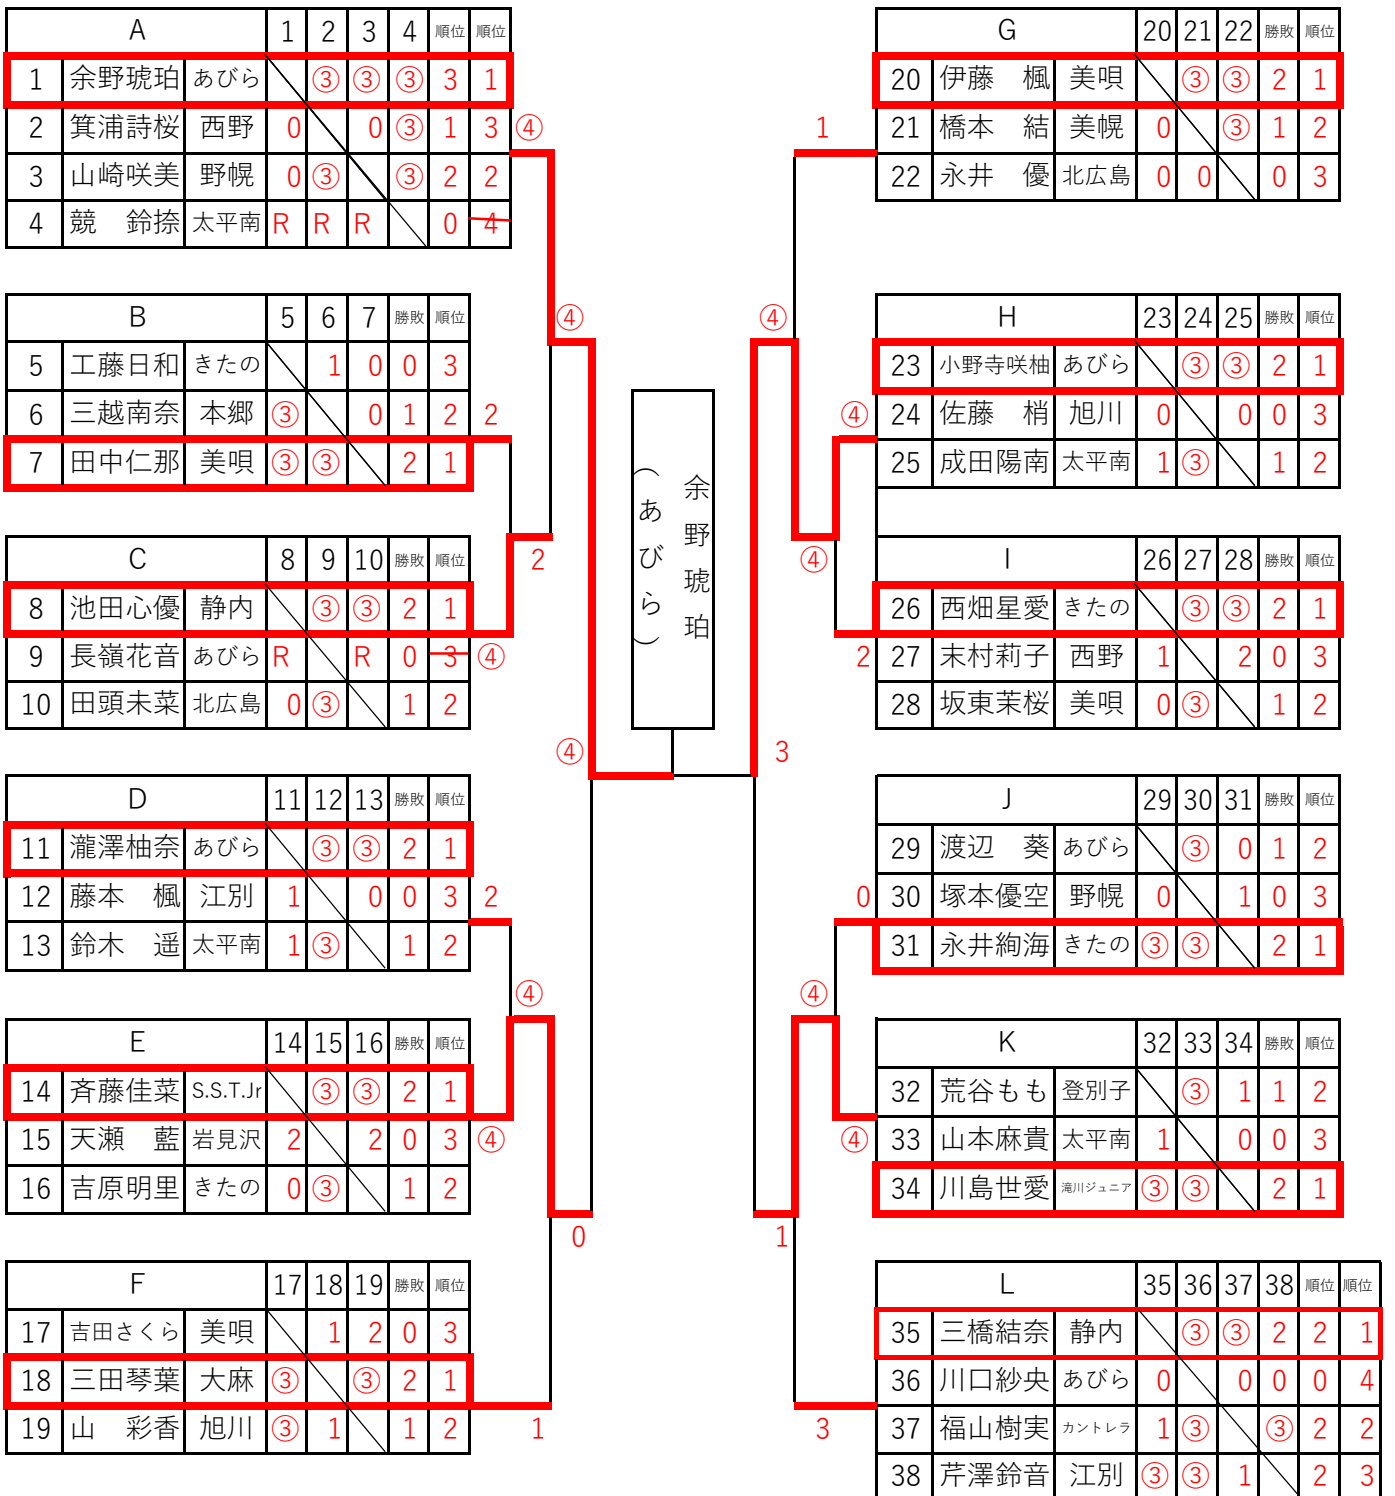 A 1 2 3 4 順位 順位
1 余野琥珀 あびら ③ ③ ③ 3 1
2 箕浦詩桜 西野 0 0 ③ 1 3
3 山崎咲美 野幌 0 ③ ③ 2 2
4 競 鈴捺 太平南 R R R 0 4
④
B 5 6 7 勝敗 順位
5 工藤日和 きたの 1 0 0 3
6 三越南奈 本郷 ③ 0 1 2
7 田中仁那 美唄 ③ ③ 2 1
2
④
C 8 9 10 勝敗 順位
8 池田心優 静内 ③ ③ 2 1
9 長嶺花音 あびら R R 0 3
10 田頭未菜 北広島 0 ③ 1 2
④
2
D 11 12 13 勝敗 順位
11 瀧澤柚奈 あびら ③ ③ 2 1
12 藤本 楓 江別 1 0 0 3
13 鈴木 遥 太平南 1 ③ 1 2
2
④
④
E 14 15 16 勝敗 順位
14 斉藤佳菜 S.S.T.Jr ③ ③ 2 1
15 天瀬 藍 岩見沢 2 2 0 3
16 吉原明里 きたの 0 ③ 1 2
④
0
F 17 18 19 勝敗 順位
17 吉田さくら 美唄 1 2 0 3
18 三田琴葉 大麻 ③ ③ 2 1
19 山 彩香 旭川 ③ 1 1 2
1
余野琥珀
（あびら）
G 20 21 22 勝敗 順位
20 伊藤 楓 美唄 ③ ③ 2 1
21 橋本 結 美幌 0 ③ 1 2
22 永井 優 北広島 0 0 0 3
1
④
H 23 24 25 勝敗 順位
23 小野寺咲柚 あびら ③ ③ 2 1
24 佐藤 梢 旭川 0 0 0 3
25 成田陽南 太平南 1 ③ 1 2
④
④
I 26 27 28 勝敗 順位
26 西畑星愛 きたの ③ ③ 2 1
27 末村莉子 西野 1 2 0 3
28 坂東茉桜 美唄 0 ③ 1 2
2
3
J 29 30 31 勝敗 順位
29 渡辺 葵 あびら ③ 0 1 2
30 塚本優空 野幌 0 1 0 3
31 永井絢海 きたの ③ ③ 2 1
0
④
K 32 33 34 勝敗 順位
32 荒谷もも 登別子 ③ 1 1 2
33 山本麻貴 太平南 1 0 0 3
34 川島世愛 滝川ジュニア ③ ③ 2 1
④
1
L 35 36 37 38 順位 順位
35 三橋結奈 静内 ③ ③ 2 2 1
36 川口紗央 あびら 0 0 0 0 4
37 福山樹実 カントレラ 1 ③ ③ 2 2
38 芹澤鈴音 江別 ③ ③ 1 2 3
3